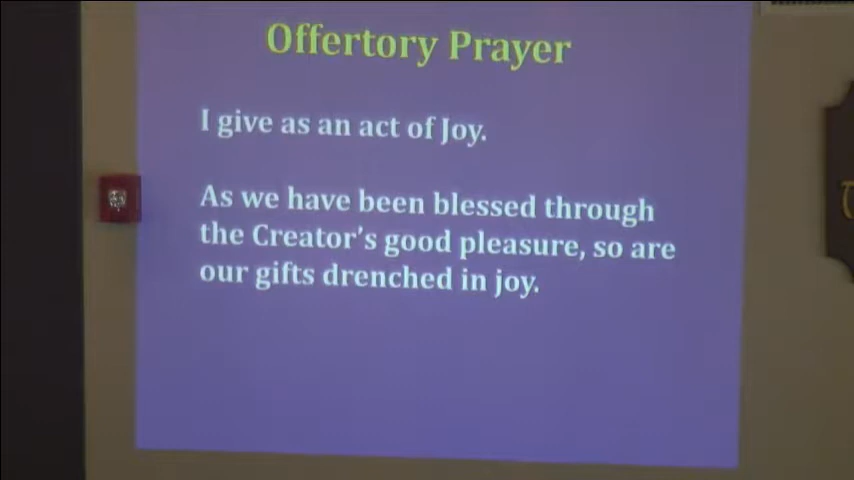 Offertory Prayer
I give as an act of Joy.
As we have been blessed through
the Creator's good pleasure, so are
our gifts drenched in joy.